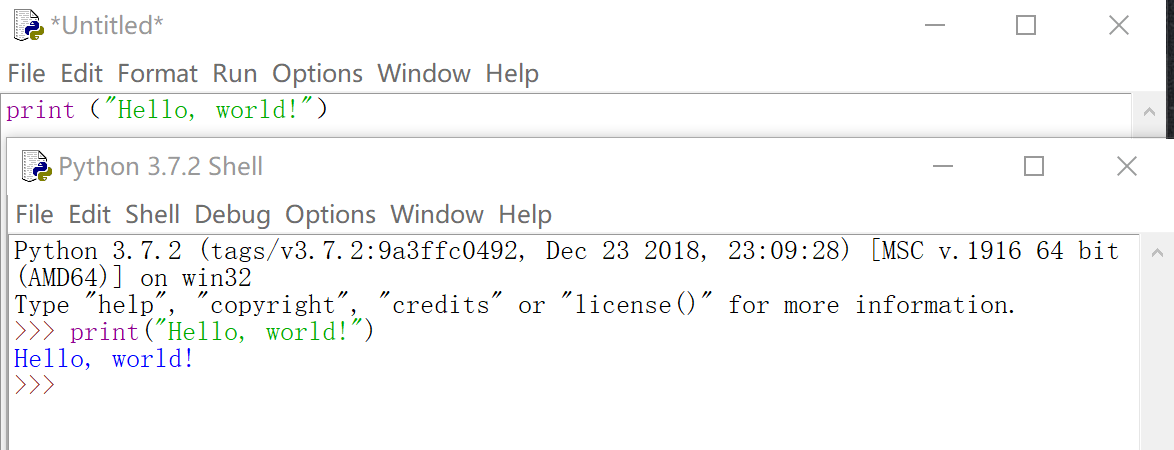 *Untitled*
File Edit Format Run Options Window Help
print ("Hello, world!")
Python 3.7.2 Shell
File Edit Shell Debug Options Window Help
Python 3.7.2 (tags/v3.7.2:9a3ffc0492, Dec 23 2018, 23:09:28) [MSC v.1916 64 bit
(AMD64)] on win32
Type "help", "copyright", "credits" or "license()" for more information.
>>> print("Hello, world!")
Hello, world!
>>>